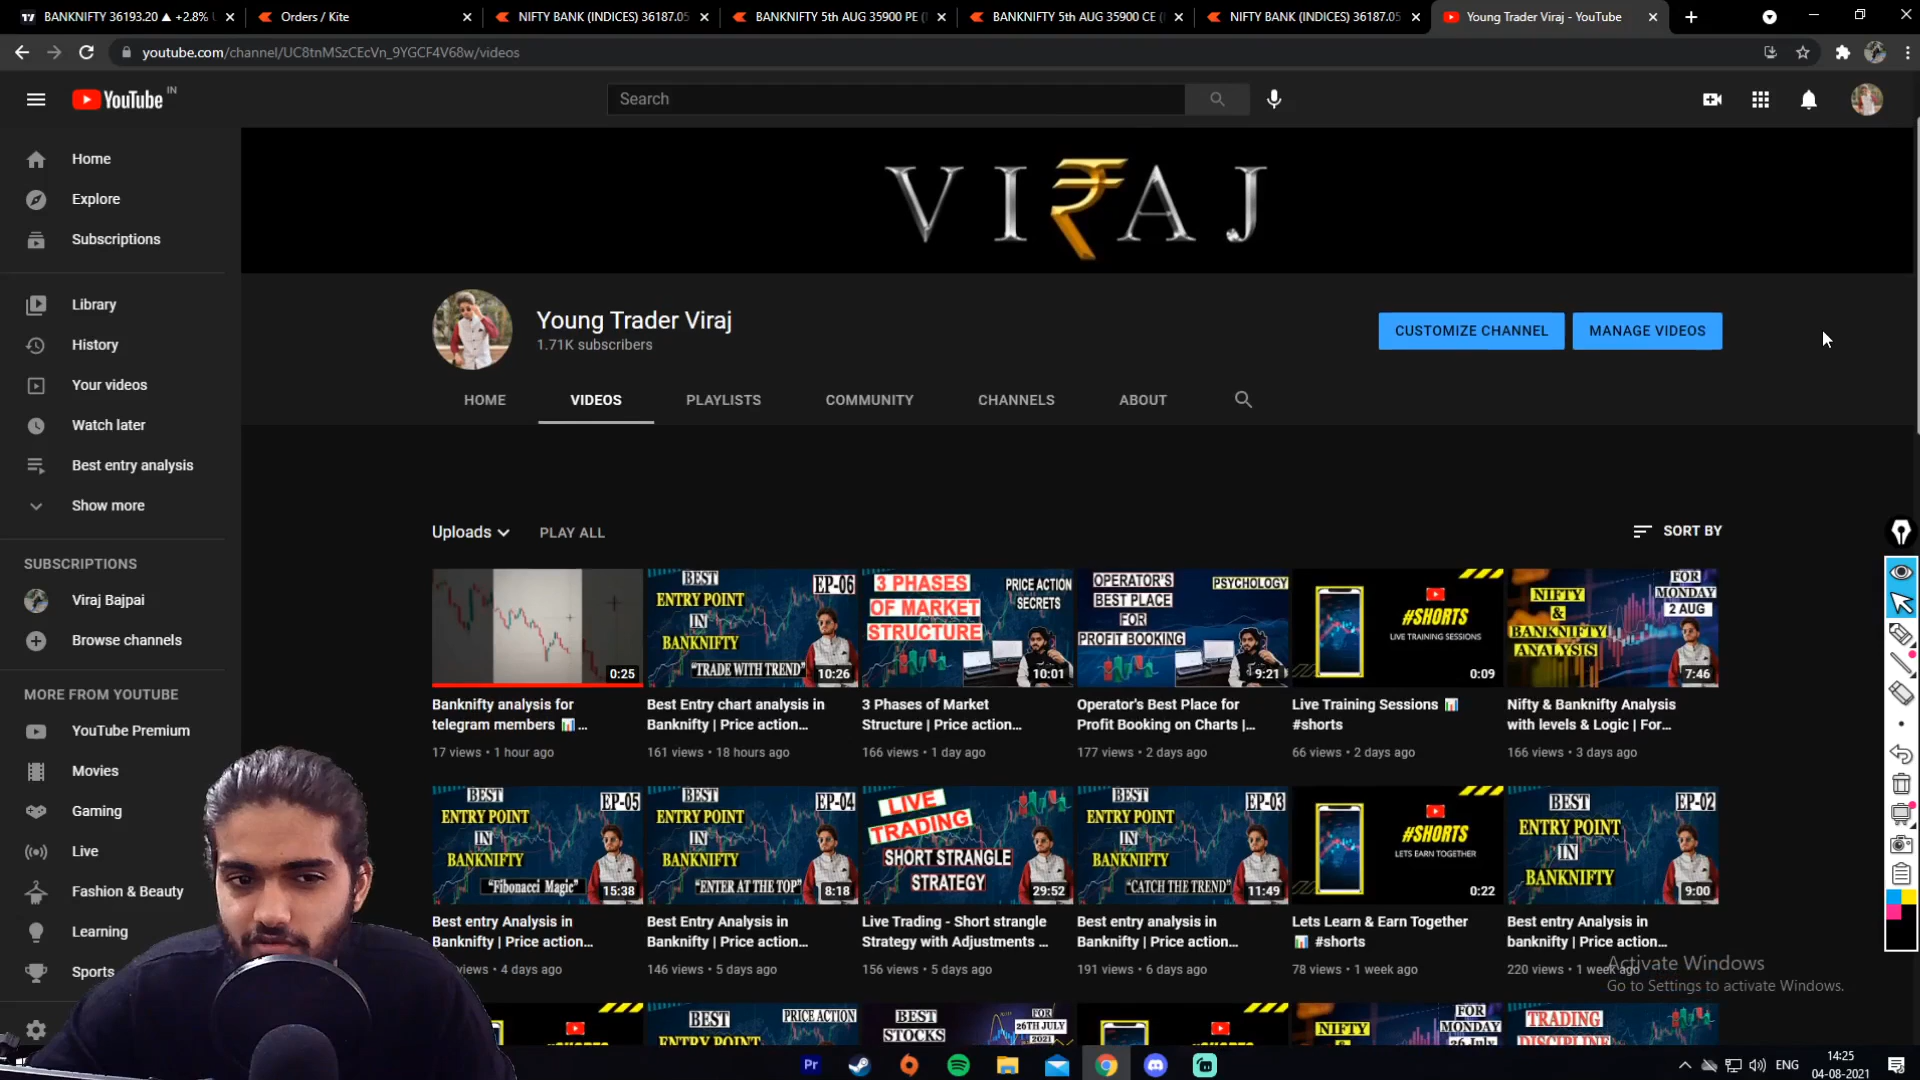 BANKNIFTY 36193.20 ▲ +2.8%
Orders / Kite
NIFTY BANK (INDICES) 36187.05
BANKNIFTY 5th AUG 35900 PE (
BANKNIFTY 5th AUG 35900 CE (
NIFTY BANK (INDICES) 36187.05
Young Trader Viraj - YouTube
youtube.com/channel/UC8tnMSzCEcVn_9YGCF4V68w/videos
YouTube IN
Search
Home
Explore
Subscriptions
Library
History
Your videos
Watch later
Best entry analysis
Show more
SUBSCRIPTIONS
Viraj Bajpai
Browse channels
MORE FROM YOUTUBE
YouTube Premium
Movies
Gaming
Live
Fashion & Beauty
Learning
Sports
VI₹AJ
Young Trader Viraj
1.71K subscribers
CUSTOMIZE CHANNEL
MANAGE VIDEOS
HOME
VIDEOS
PLAYLISTS
COMMUNITY
CHANNELS
ABOUT
Uploads
PLAY ALL
SORT BY
0:25
Banknifty analysis for
telegram members 📊 ...
17 views • 1 hour ago
BEST
EP-06
ENTRY POINT
IN
BANKNIFTY
"TRADE WITH TREND"
10:26
Best Entry chart analysis in
Banknifty | Price action...
161 views • 18 hours ago
3 PHASES
OF MARKET
STRUCTURE
PRICE ACTION
SECRETS
10:01
3 Phases of Market
Structure | Price action...
166 views • 1 day ago
OPERATOR'S
BEST PLACE
FOR
PROFIT BOOKING
PSYCHOLOGY
9:21
Operator's Best Place for
Profit Booking on Charts |...
177 views • 2 days ago
#SHORTS
LIVE TRAINING SESSIONS
0:09
Live Training Sessions 📊
#shorts
66 views • 2 days ago
NIFTY
&
BANKNIFTY
ANALYSIS
FOR
MONDAY
2 AUG
7:46
Nifty & Banknifty Analysis
with levels & Logic | For...
166 views • 3 days ago
BEST
EP-05
ENTRY POINT
IN
BANKNIFTY
"Fibonacci Magic"
15:38
Best entry Analysis in
Banknifty | Price action...
views • 4 days ago
BEST
EP-04
ENTRY POINT
IN
BANKNIFTY
"ENTER AT THE TOP"
8:18
Best Entry Analysis in
Banknifty | Price action...
146 views • 5 days ago
LIVE
TRADING
SHORT STRANGLE
STRATEGY
29:52
Live Trading - Short strangle
Strategy with Adjustments ...
156 views • 5 days ago
BEST
EP-03
ENTRY POINT
IN
BANKNIFTY
"CATCH THE TREND"
11:49
Best entry analysis in
Banknifty | Price action...
191 views • 6 days ago
#SHORTS
LETS EARN TOGETHER
0:22
Lets Learn & Earn Together
📊 #shorts
78 views • 1 week ago
BEST
EP-02
ENTRY POINT
IN
BANKNIFTY
9:00
Best entry Analysis in
banknifty | Price action...
220 views • 1 week ago
Activate Windows
Go to Settings to activate Windows.
BEST
PRICE ACTION
BEST
STOCKS
FOR
26TH JULY
2021
NIFTY
FOR
MONDAY
26 July
TRADING
Pr
ENG
14:25
04-08-2021